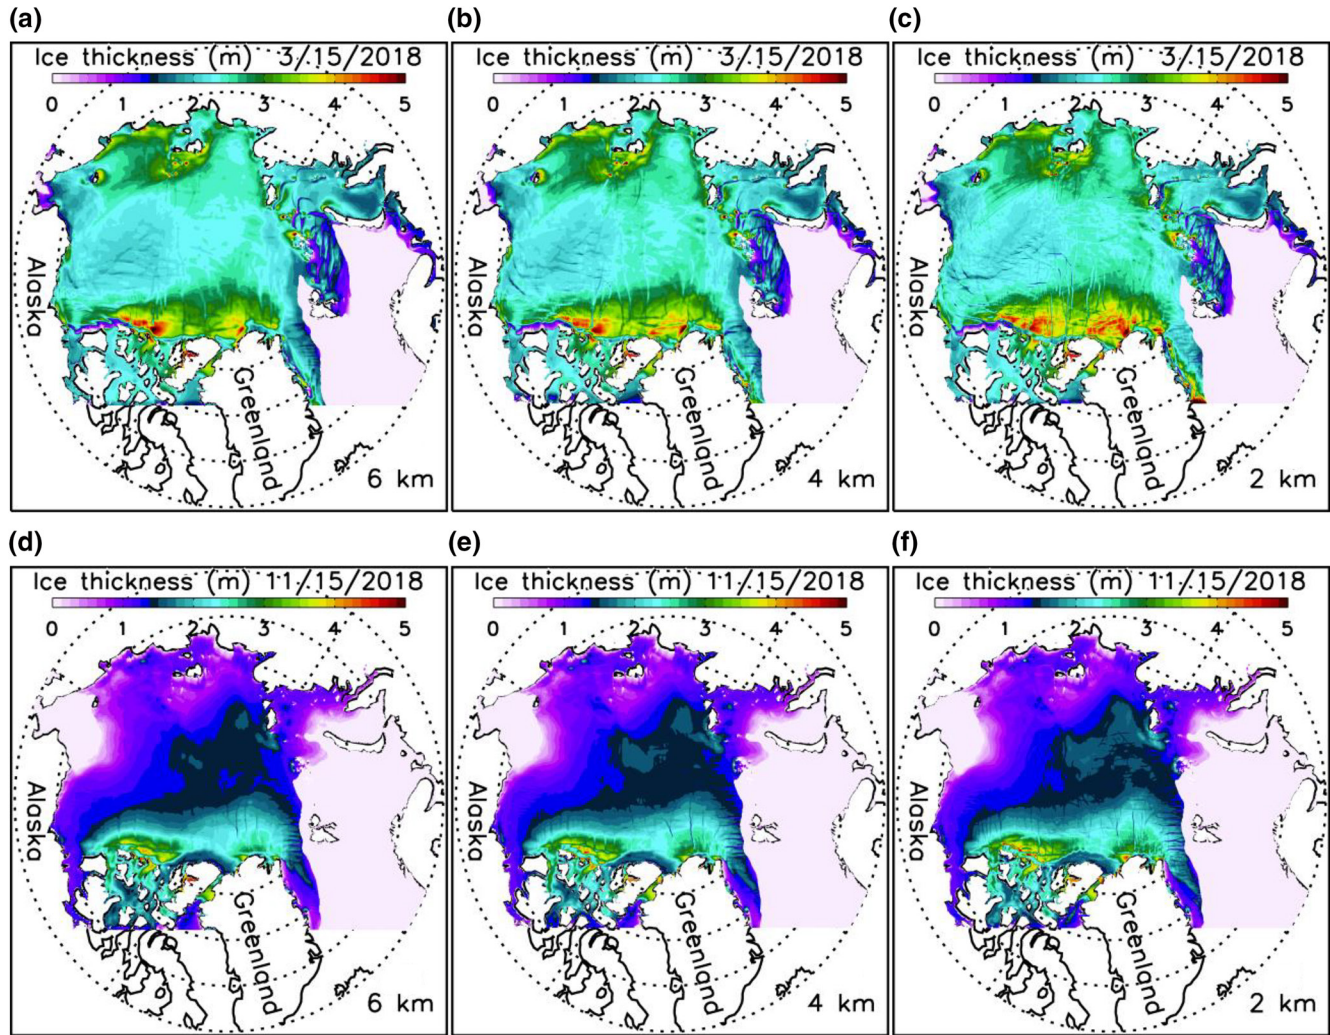 (a)
Ice thickness (m) 3/15/2018
0 1 2 3 4 5
Alaska
Greenland
6 km
(b)
Ice thickness (m) 3/15/2018
0 1 2 3 4 5
Alaska
Greenland
4 km
(c)
Ice thickness (m) 3/15/2018
0 1 2 3 4 5
Alaska
Greenland
2 km
(d)
Ice thickness (m) 11/15/2018
0 1 2 3 4 5
Alaska
Greenland
6 km
(e)
Ice thickness (m) 11/15/2018
0 1 2 3 4 5
Alaska
Greenland
4 km
(f)
Ice thickness (m) 11/15/2018
0 1 2 3 4 5
Alaska
Greenland
2 km